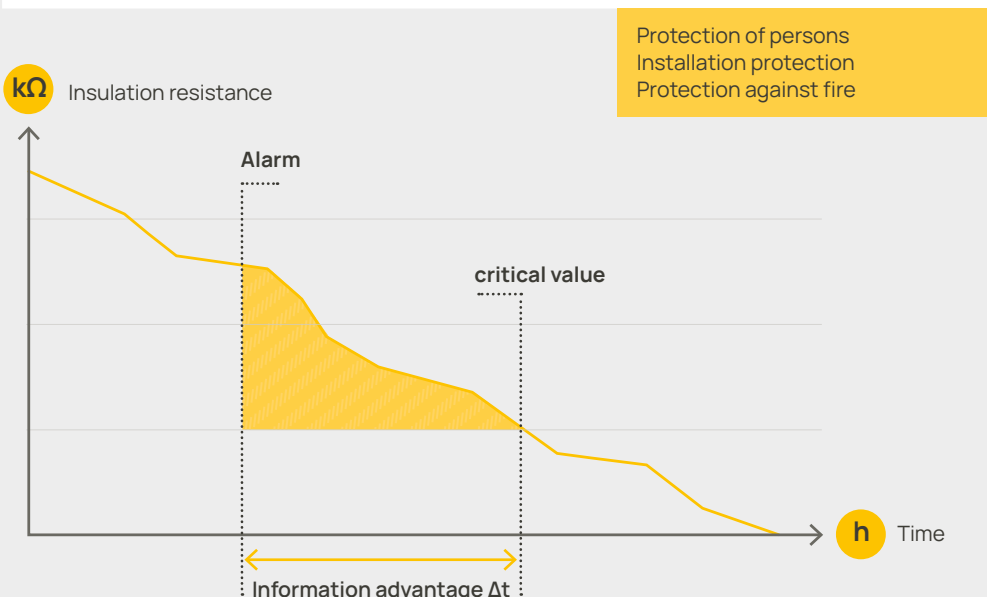 Protection of persons
Installation protection
Protection against fire
kΩ
Insulation resistance
Alarm
critical value
h
Time
Information advantage Δt